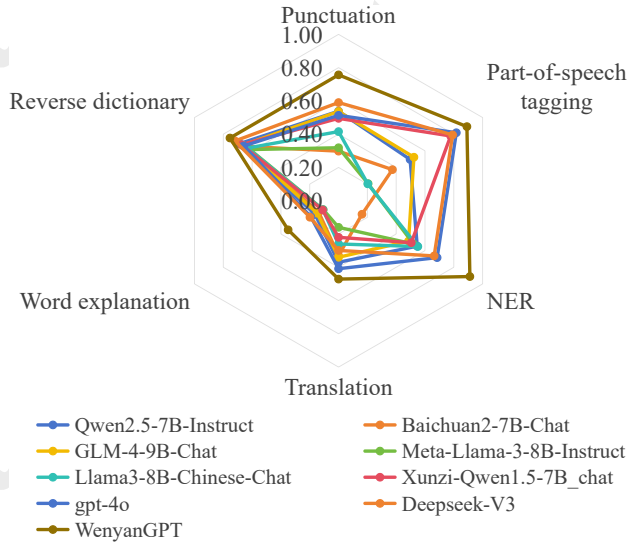 Punctuation
1.00
0.80
0.60
0.40
0.20
0.00
Part-of-speech
tagging
Reverse dictionary
Word explanation
NER
Translation
Qwen2.5-7B-Instruct
Baichuan2-7B-Chat
GLM-4-9B-Chat
Meta-Llama-3-8B-Instruct
Llama3-8B-Chinese-Chat
Xunzi-Qwen1.5-7B_chat
gpt-4o
Deepseek-V3
WenyanGPT